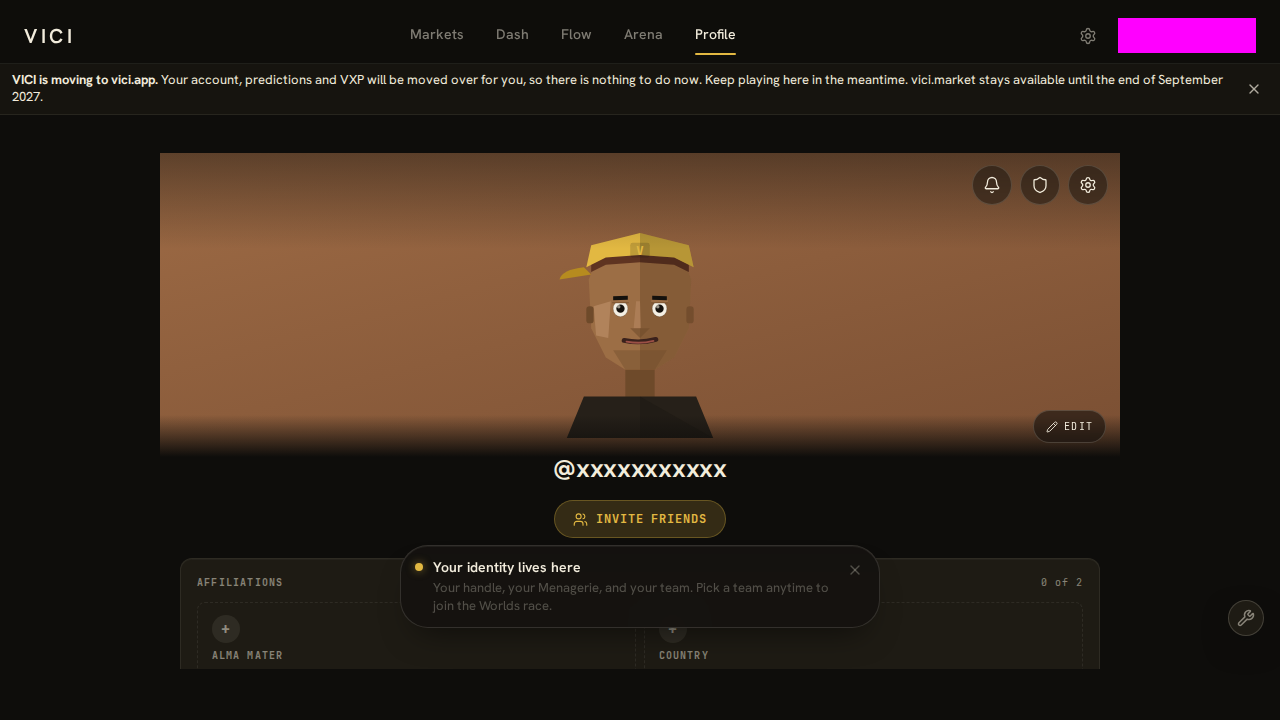 VICI
Markets Dash Flow Arena Profile
VICI is moving to vici.app. Your account, predictions and VXP will be moved over for you, so there is nothing to do now. Keep playing here in the meantime. vici.market stays available until the end of September
2027.
V
EDIT
@xxxxxxxxxxx
INVITE FRIENDS
Your identity lives here
Your handle, your Menagerie, and your team. Pick a team anytime to
join the Worlds race.
AFFILIATIONS 0 of 2
ALMA MATER COUNTRY